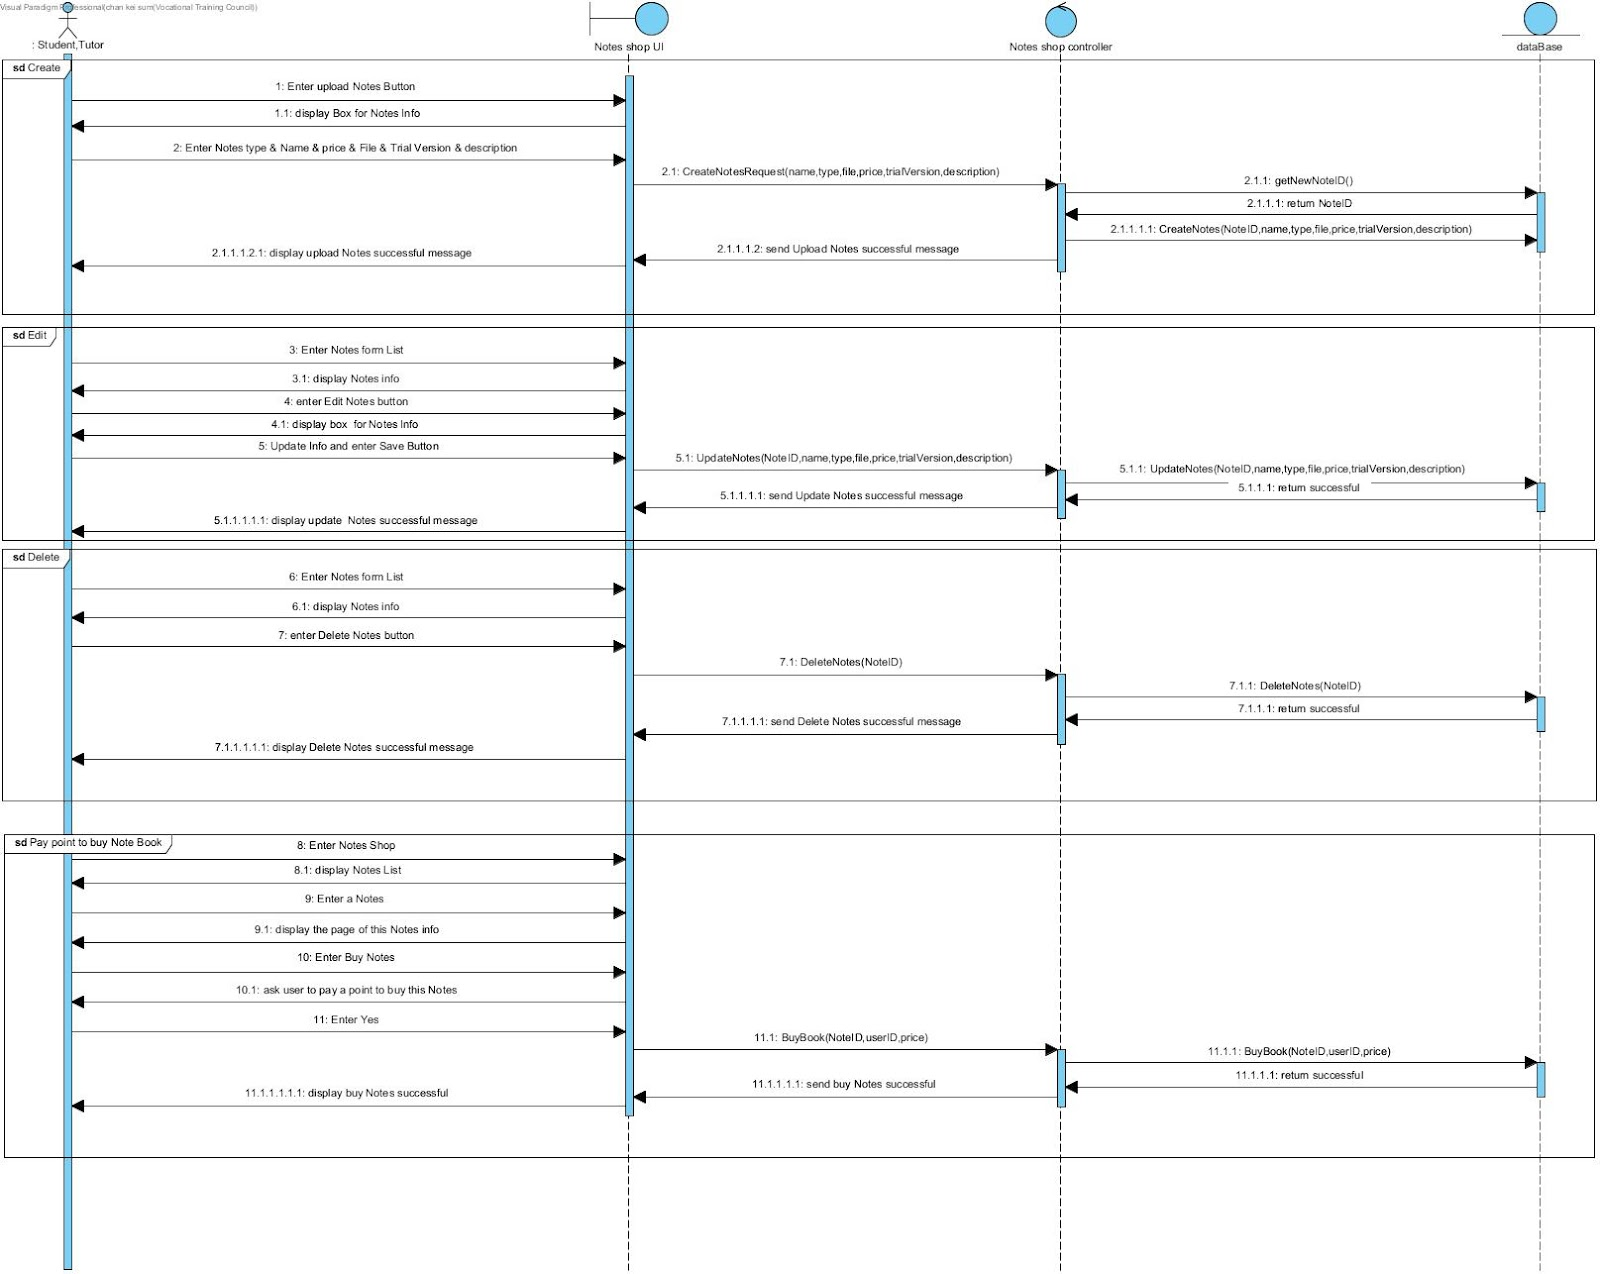 Visual Paradigm Professional(chan kei sum(Vocational Training Council))
: Student,Tutor
Notes shop UI
Notes shop controller
dataBase
sd Create
1: Enter upload Notes Button
1.1: display Box for Notes Info
2: Enter Notes type & Name & price & File & Trial Version & description
2.1: CreateNotesRequest(name,type,file,price,trialVersion,description)
2.1.1: getNewNoteID()
2.1.1.1: return NoteID
2.1.1.1.1: CreateNotes(NoteID,name,type,file,price,trialVersion,description)
2.1.1.1.2: send Upload Notes successful message
2.1.1.1.2.1: display upload Notes successful message
sd Edit
3: Enter Notes form List
3.1: display Notes info
4: enter Edit Notes button
4.1: display box for Notes Info
5: Update Info and enter Save Button
5.1: UpdateNotes(NoteID,name,type,file,price,trialVersion,description)
5.1.1: UpdateNotes(NoteID,name,type,file,price,trialVersion,description)
5.1.1.1: return successful
5.1.1.1.1: send Update Notes successful message
5.1.1.1.1.1: display update Notes successful message
sd Delete
6: Enter Notes form List
6.1: display Notes info
7: enter Delete Notes button
7.1: DeleteNotes(NoteID)
7.1.1: DeleteNotes(NoteID)
7.1.1.1: return successful
7.1.1.1.1: send Delete Notes successful message
7.1.1.1.1.1: display Delete Notes successful message
sd Pay point to buy Note Book
8: Enter Notes Shop
8.1: display Notes List
9: Enter a Notes
9.1: display the page of this Notes info
10: Enter Buy Notes
10.1: ask user to pay a point to buy this Notes
11: Enter Yes
11.1: BuyBook(NoteID,userID,price)
11.1.1: BuyBook(NoteID,userID,price)
11.1.1.1: return successful
11.1.1.1.1: send buy Notes successful
11.1.1.1.1.1: display buy Notes successful